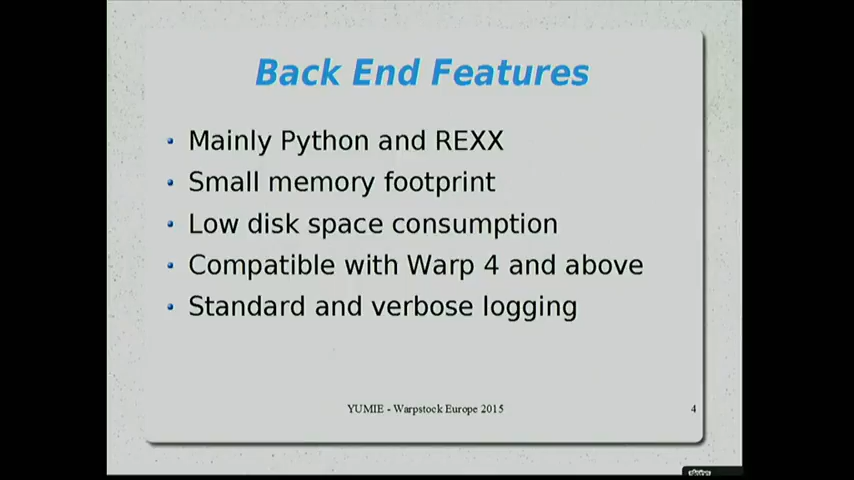 Back End Features
Mainly Python and REXX
Small memory footprint
Low disk space consumption
Compatible with Warp 4 and above
Standard and verbose logging
YUMIE - Warpstock Europe 2015
4